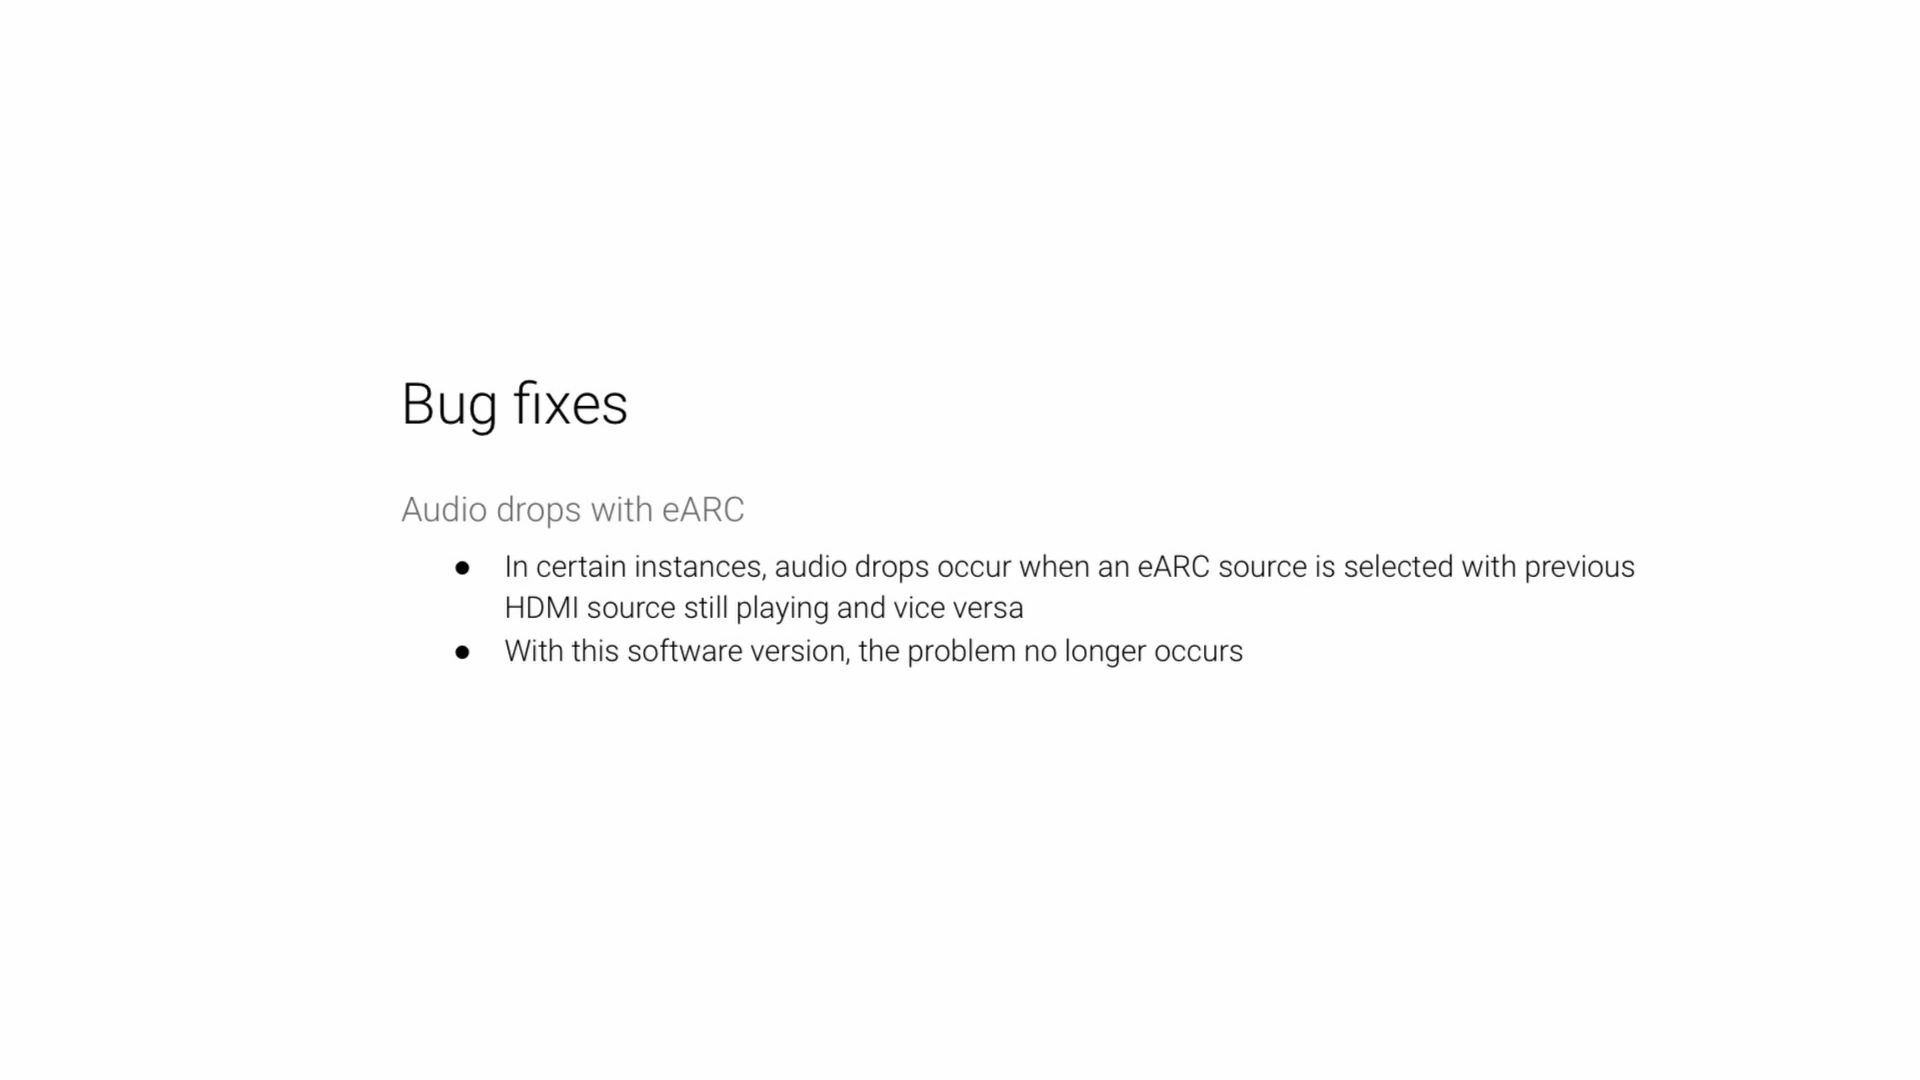 Bug fixes
Audio drops with eARC
● In certain instances, audio drops occur when an eARC source is selected with previous
HDMI source still playing and vice versa
● With this software version, the problem no longer occurs